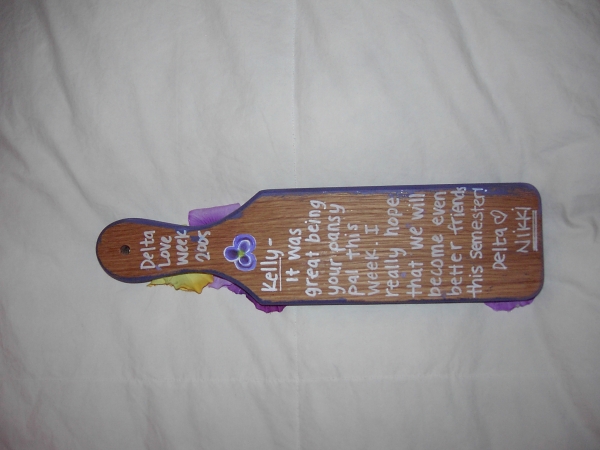 Delta
Love
Week
2005
Kelly-
It was
great being
your pansy
pal this
week. I
really hope
that we will
become even
better friends
this semester!
Delta ♡
Nikki